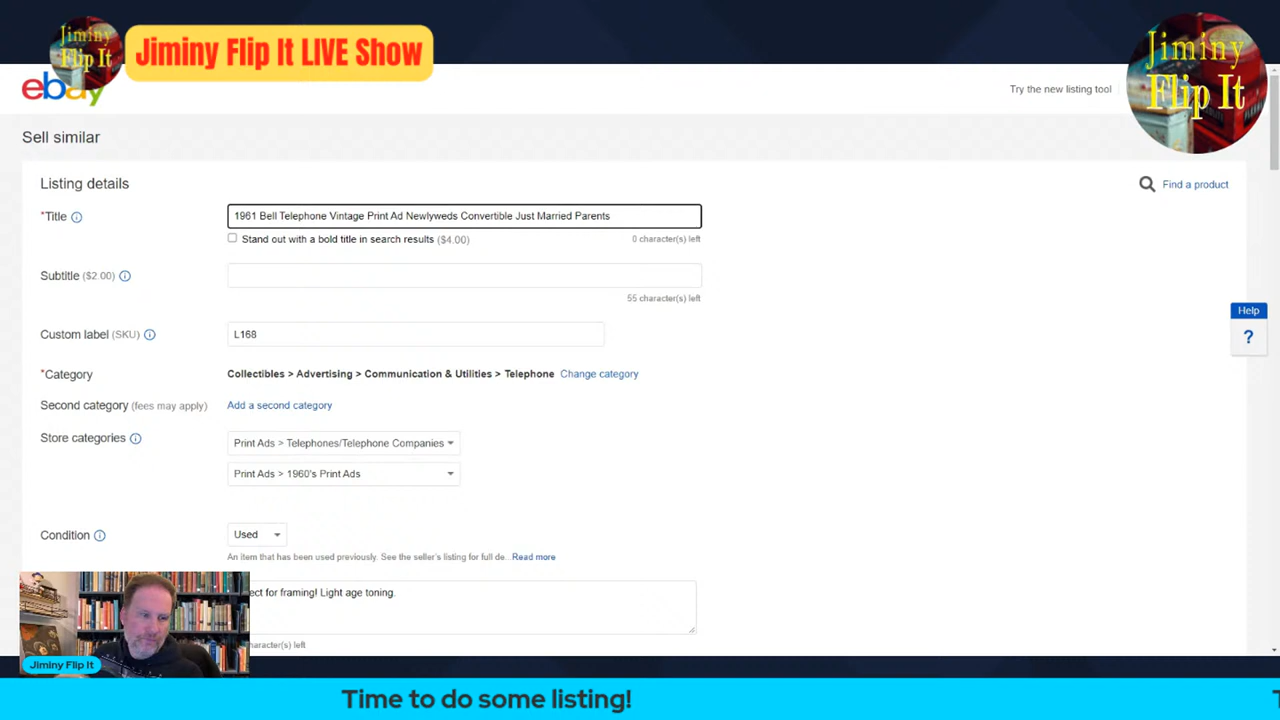 Jiminy Flip It
Jiminy Flip It LIVE Show
Jiminy Flip It
ebay
Try the new listing tool
Sell similar
Listing details
Find a product
*Title
1961 Bell Telephone Vintage Print Ad Newlyweds Convertible Just Married Parents
Stand out with a bold title in search results ($4.00)
0 character(s) left
Subtitle ($2.00)
55 character(s) left
Help
?
Custom label (SKU)
L168
*Category
Collectibles > Advertising > Communication & Utilities > Telephone Change category
Second category (fees may apply)
Add a second category
Store categories
Print Ads > Telephones/Telephone Companies
Print Ads > 1960's Print Ads
Condition
Used
An item that has been used previously. See the seller's listing for full de... Read more
for framing! Light age toning.
left
Jiminy Flip It
Time to do some listing!